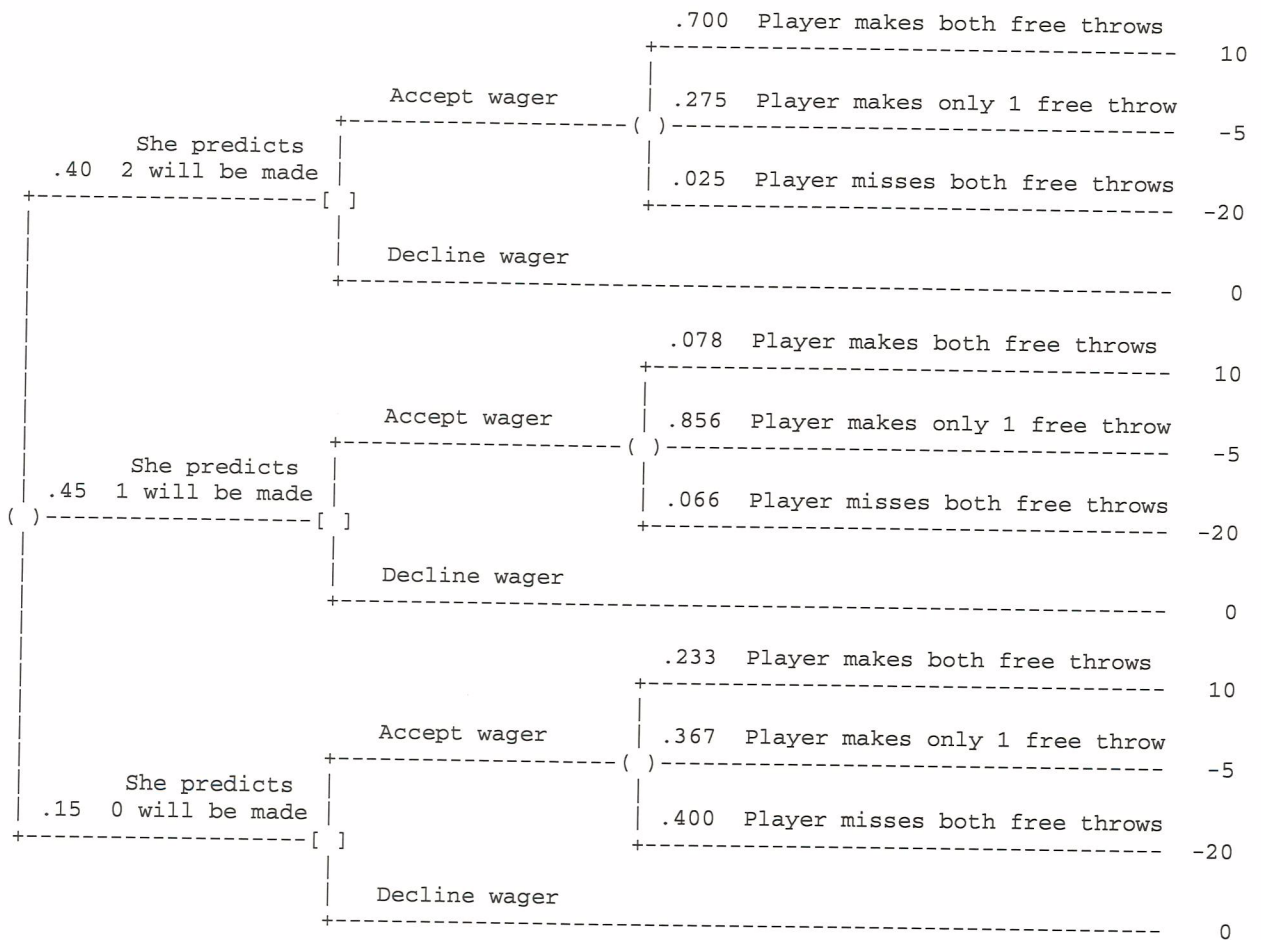 .700 Player makes both free throws
10
Accept wager
.275 Player makes only 1 free throw
-5
She predicts
.40 2 will be made
.025 Player misses both free throws
-20
Decline wager
0
.078 Player makes both free throws
10
Accept wager
.856 Player makes only 1 free throw
-5
She predicts
.45 1 will be made
.066 Player misses both free throws
-20
Decline wager
0
.233 Player makes both free throws
10
Accept wager
.367 Player makes only 1 free throw
-5
She predicts
.15 0 will be made
.400 Player misses both free throws
-20
Decline wager
0